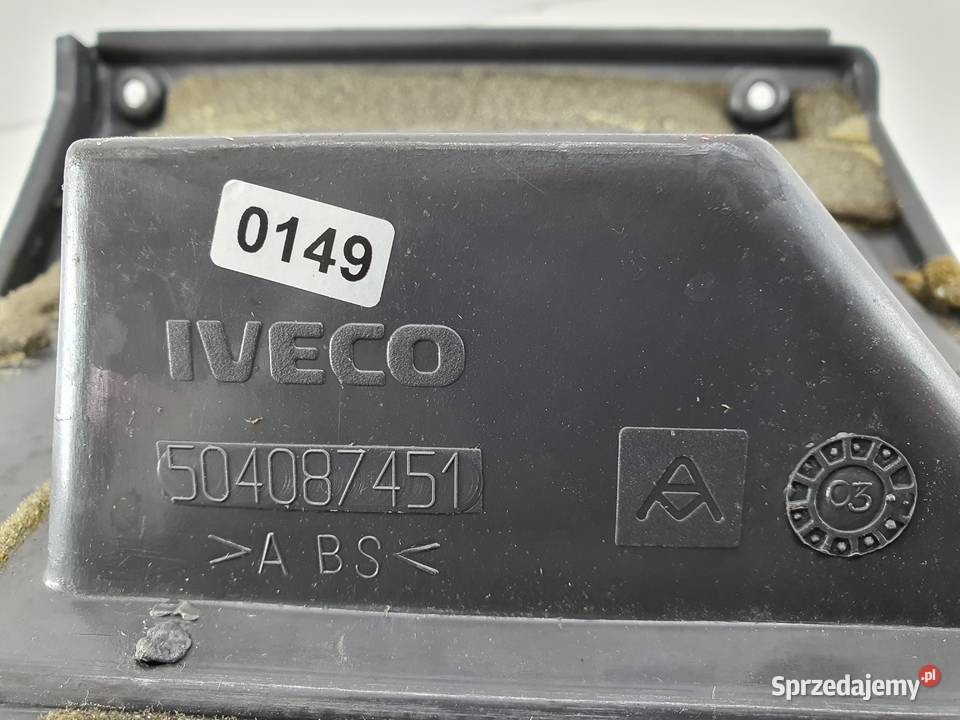 0149
IVECO
504087451
>ABS<
03
Sprzedajemy.pl